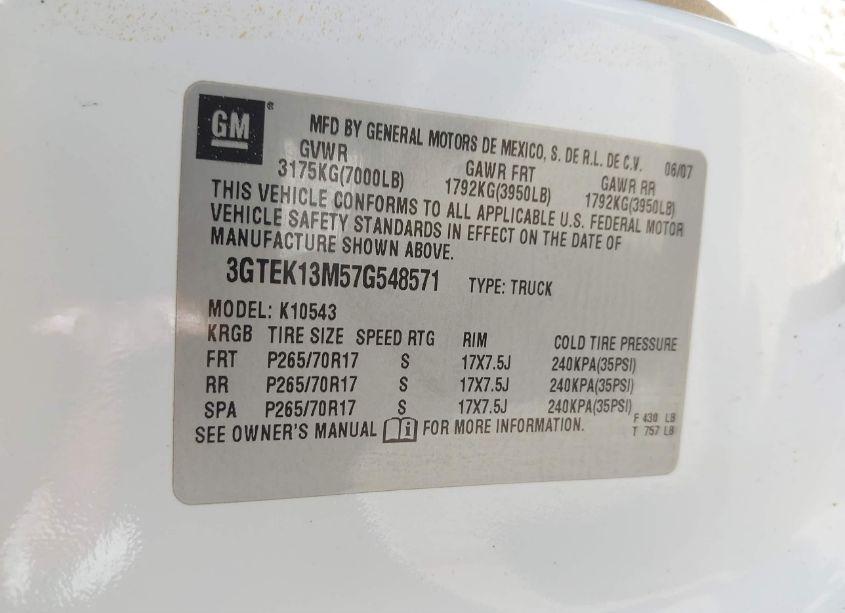 GM ®
MFD BY GENERAL MOTORS DE MEXICO, S. DE R.L. DE C.V. 06/07
GVWR GAWR FRT GAWR RR
3175KG(7000LB) 1792KG(3950LB) 1792KG(3950LB)
THIS VEHICLE CONFORMS TO ALL APPLICABLE U.S. FEDERAL MOTOR
VEHICLE SAFETY STANDARDS IN EFFECT ON THE DATE OF
MANUFACTURE SHOWN ABOVE.
3GTEK13M57G548571 TYPE: TRUCK
MODEL: K10543
KRGB TIRE SIZE SPEED RTG RIM COLD TIRE PRESSURE
FRT P265/70R17 S 17X7.5J 240KPA(35PSI)
RR P265/70R17 S 17X7.5J 240KPA(35PSI)
SPA P265/70R17 S 17X7.5J 240KPA(35PSI)
F 430 LB
SEE OWNER'S MANUAL FOR MORE INFORMATION. T 757 LB